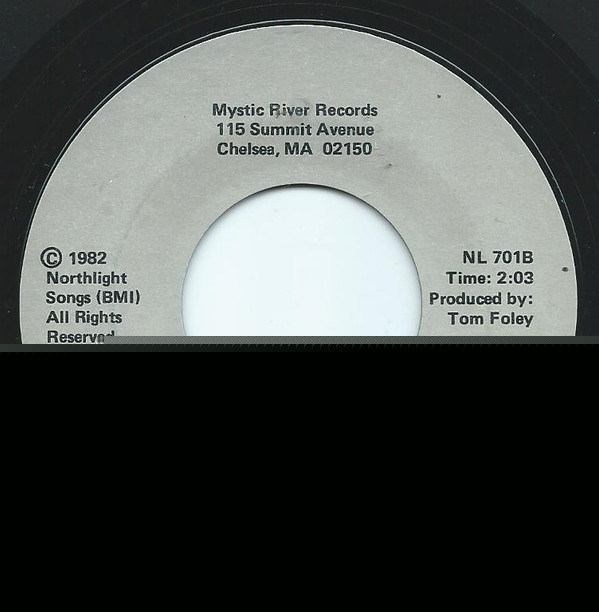 Mystic River Records
115 Summit Avenue
Chelsea, MA 02150
© 1982
Northlight
Songs (BMI)
All Rights
Reserved
NL 701B
Time: 2:03
Produced by:
Tom Foley